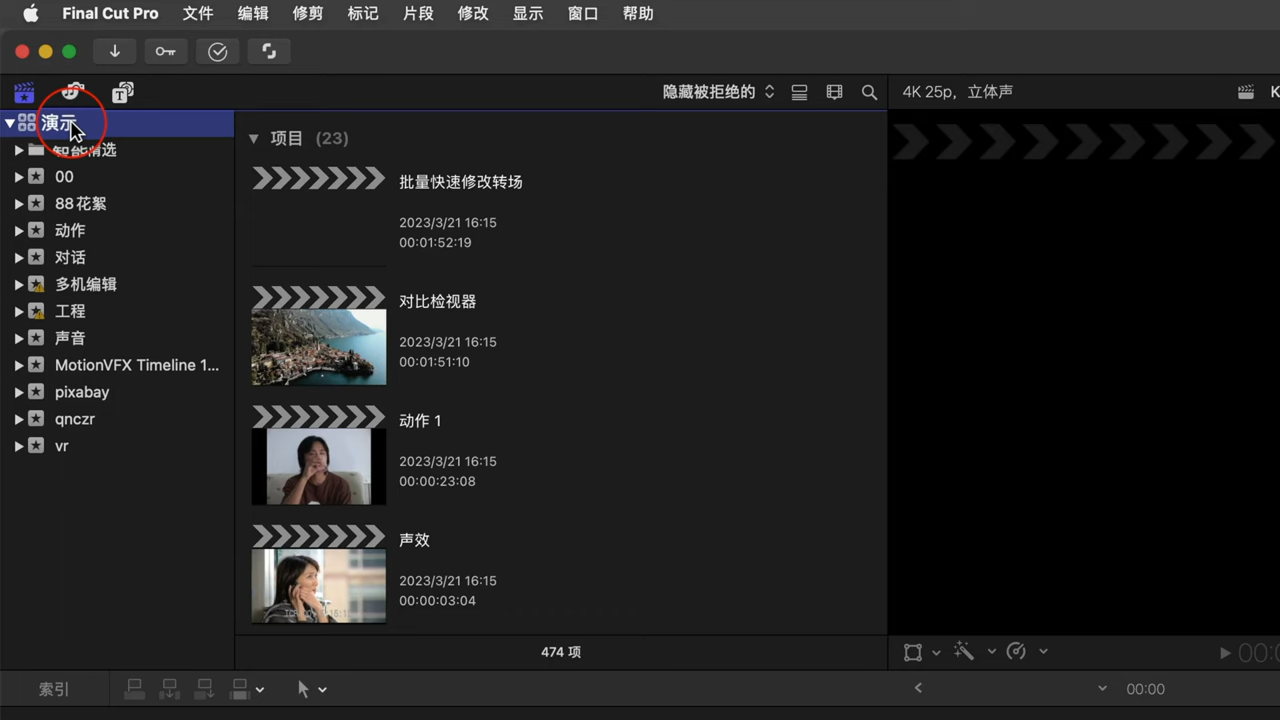 Final Cut Pro 文件 编辑 修剪 标记 片段 修改 显示 窗口 帮助
隐藏被拒绝的
4K 25p，立体声
演示
智能精选
00
88花絮
动作
对话
多机编辑
工程
声音
MotionVFX Timeline 1...
pixabay
qnczr
vr
项目 (23)
批量快速修改转场
2023/3/21 16:15
00:01:52:19
对比检视器
2023/3/21 16:15
00:01:51:10
动作 1
2023/3/21 16:15
00:00:23:08
声效
2023/3/21 16:15
00:00:03:04
474 项
索引
00:00